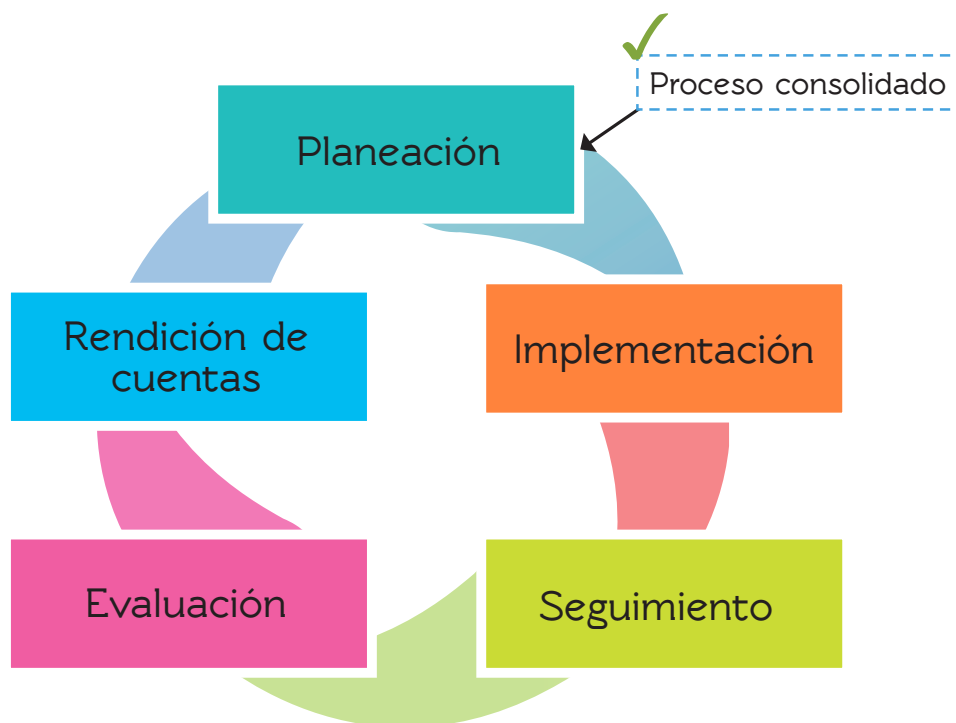 Proceso consolidado
Planeación
Implementación
Seguimiento
Evaluación
Rendición de
cuentas